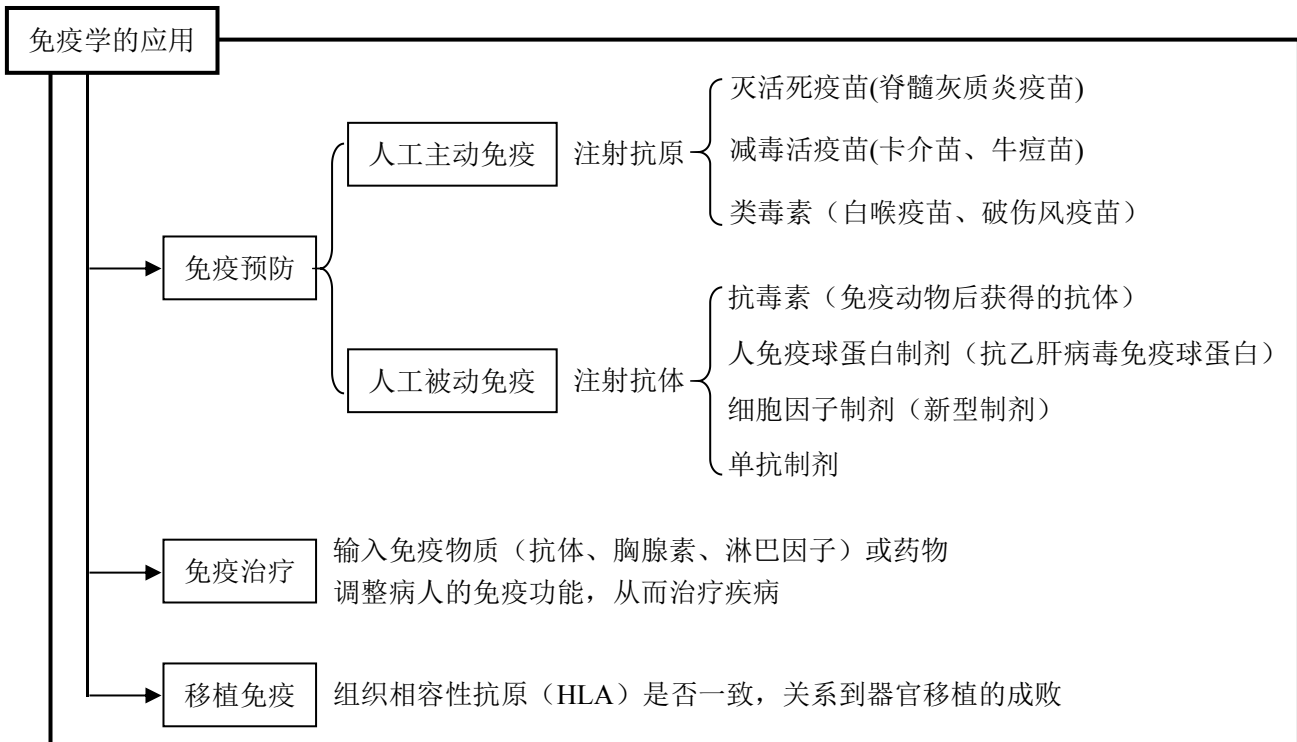 免疫学的应用
灭活死疫苗(脊髓灰质炎疫苗)
人工主动免疫 注射抗原
减毒活疫苗(卡介苗、牛痘苗)
类毒素（白喉疫苗、破伤风疫苗）
免疫预防
抗毒素（免疫动物后获得的抗体）
人免疫球蛋白制剂（抗乙肝病毒免疫球蛋白）
人工被动免疫 注射抗体
细胞因子制剂（新型制剂）
单抗制剂
免疫治疗
输入免疫物质（抗体、胸腺素、淋巴因子）或药物
调整病人的免疫功能，从而治疗疾病
移植免疫 组织相容性抗原（HLA）是否一致，关系到器官移植的成败